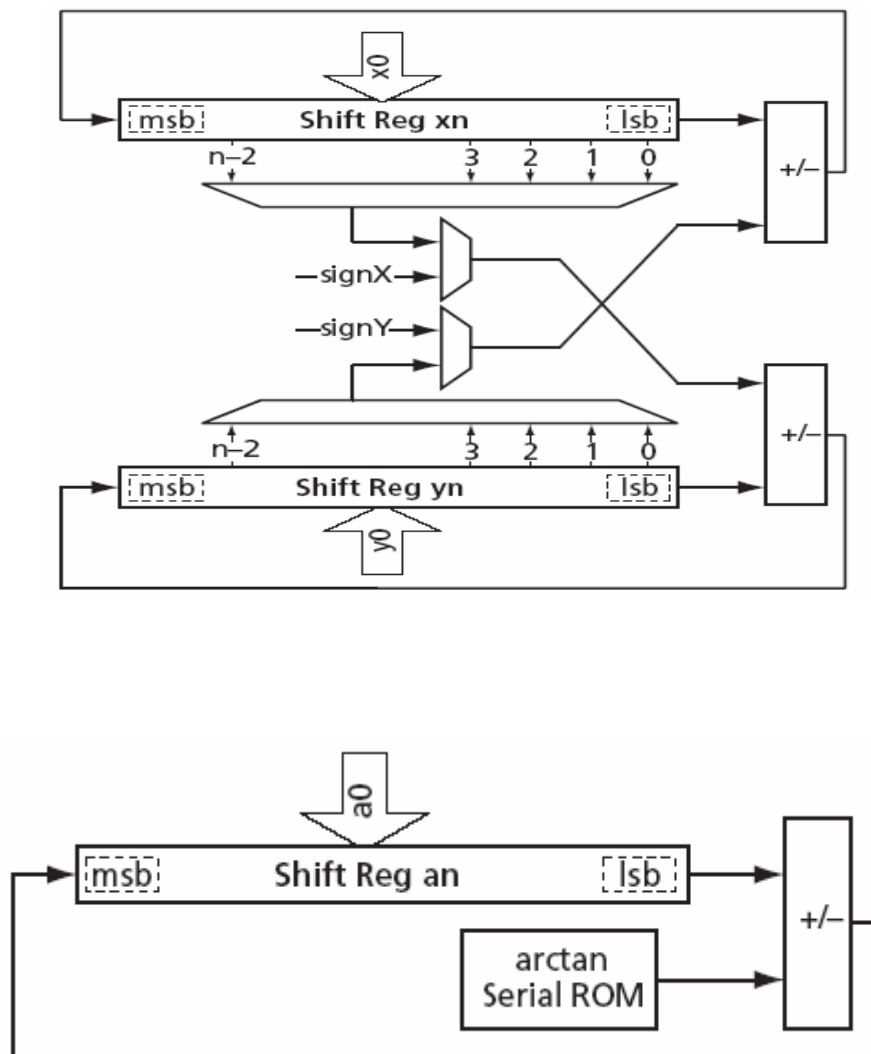 x0
msb Shift Reg xn lsb
n–2 3 2 1 0
+/–
signX
signY
+/–
n–2 3 2 1 0
msb Shift Reg yn lsb
y0
a0
msb Shift Reg an lsb
+/–
arctan
Serial ROM